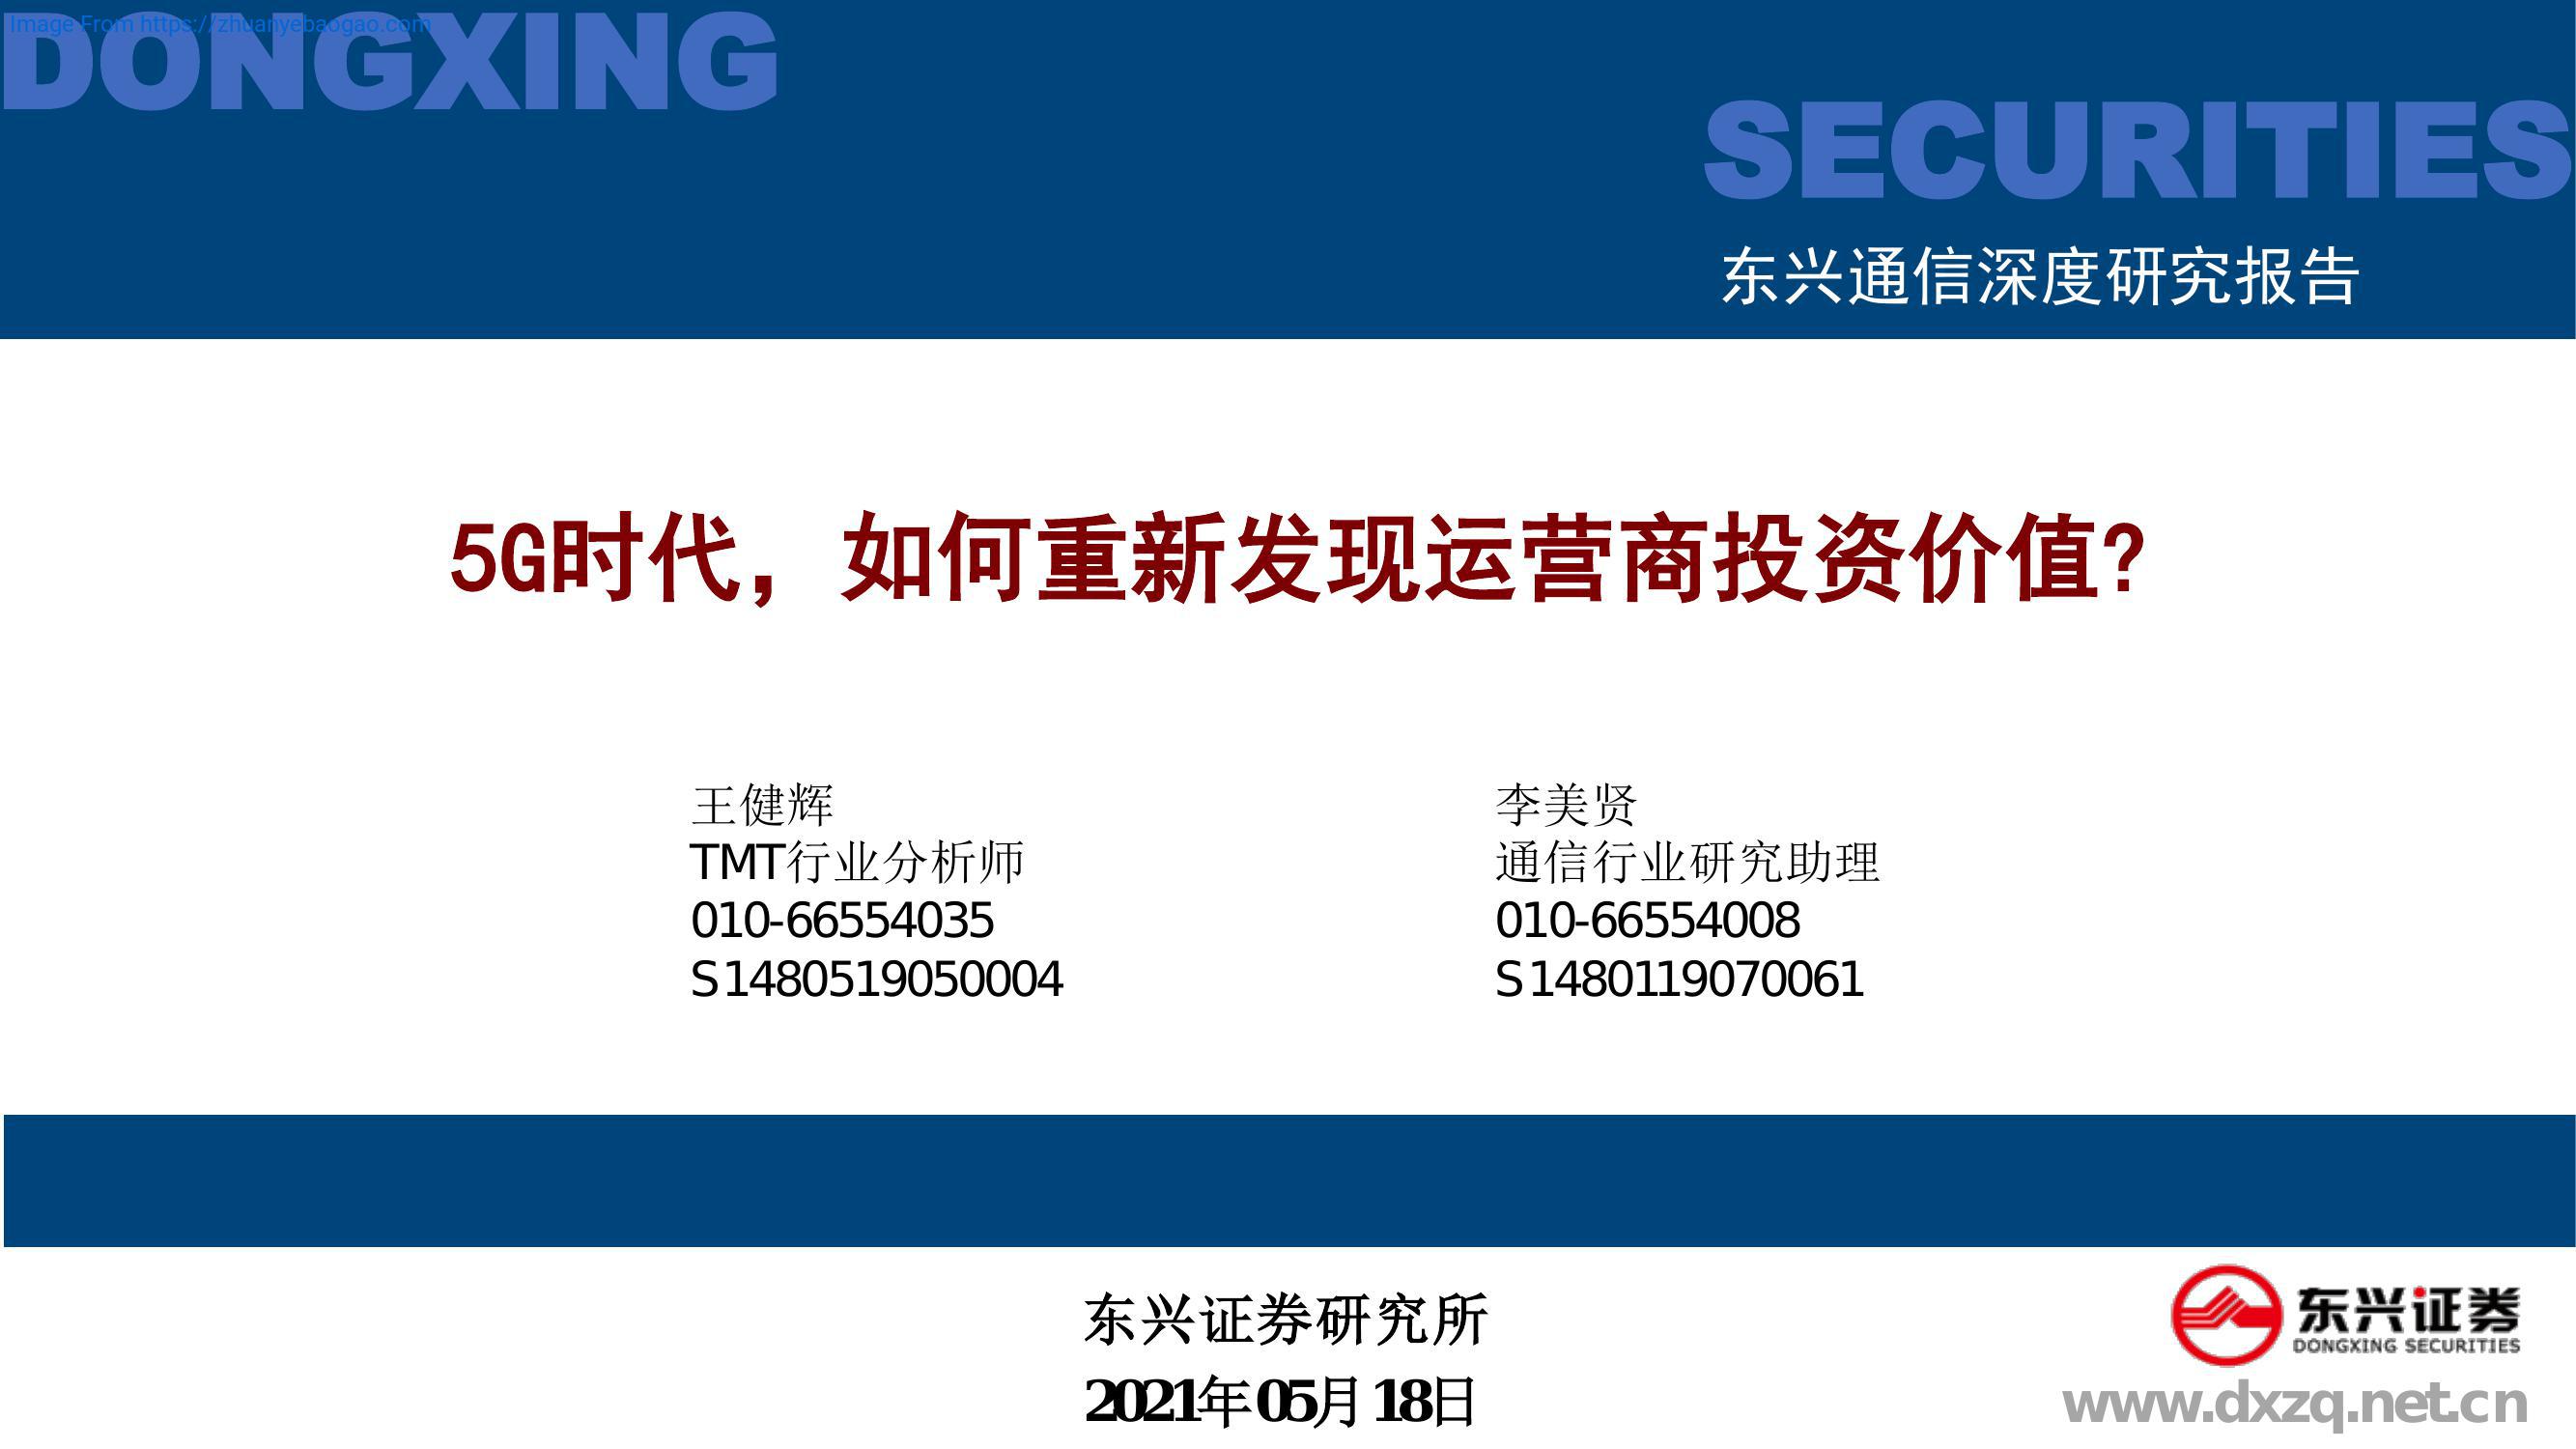 Image From https://zhuanyebaogao.com
DONGXING
SECURITIES
东兴通信深度研究报告
5G时代，如何重新发现运营商投资价值?
王健辉
TMT行业分析师
010-66554035
S1480519050004
李美贤
通信行业研究助理
010-66554008
S1480119070061
东兴证券研究所
2021年05月18日
东兴证券
DONGXING SECURITIES
www.dxzq.net.cn